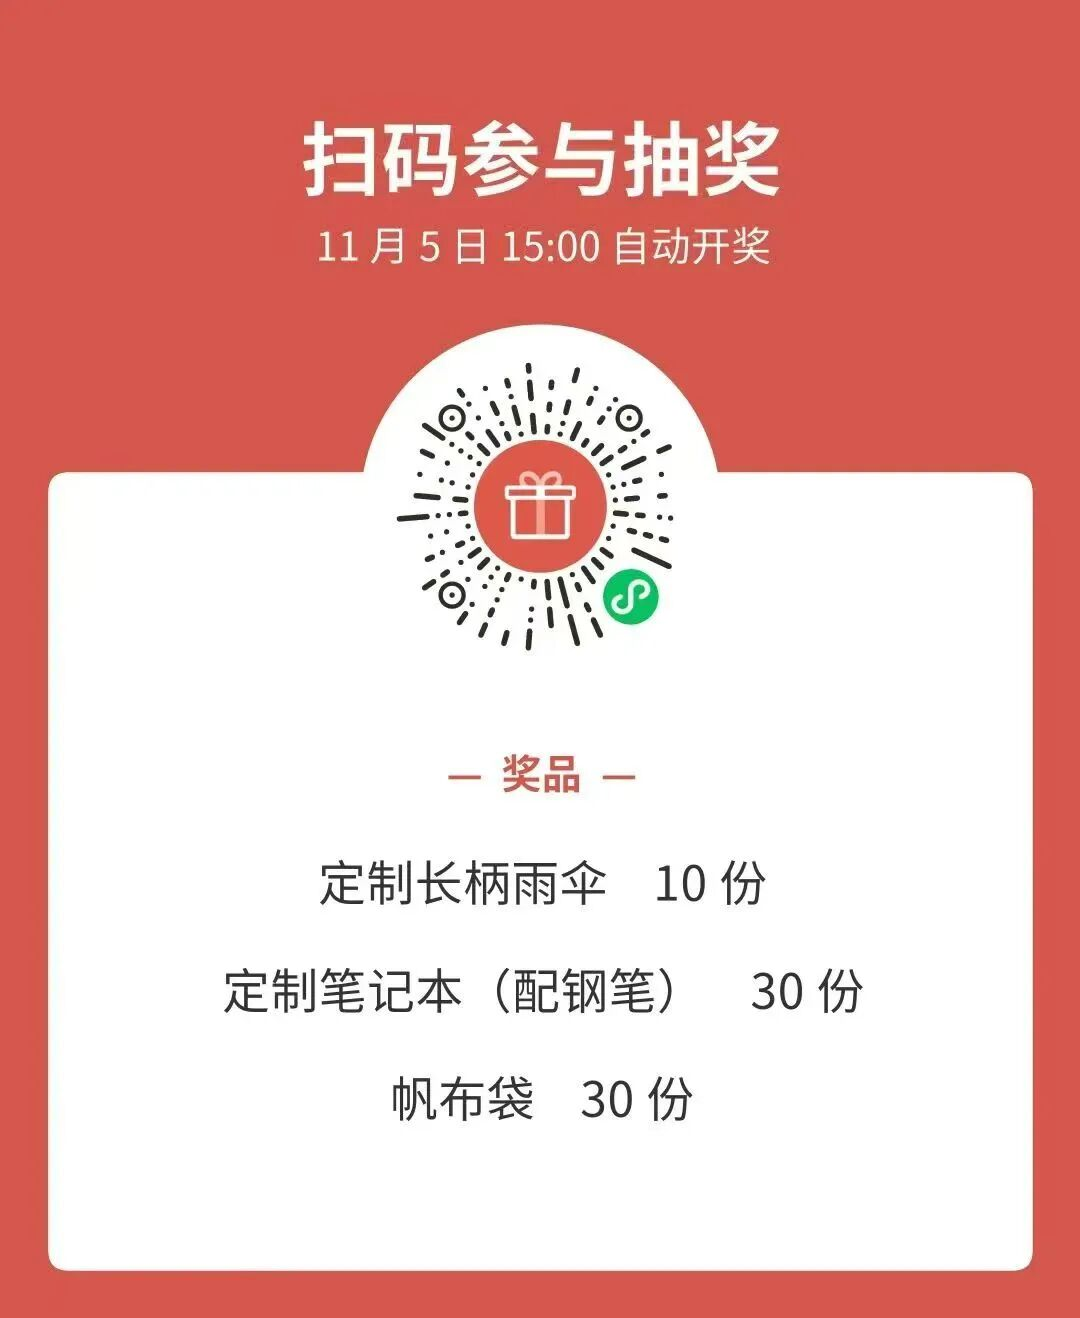 扫码参与抽奖
11 月 5 日 15:00 自动开奖
— 奖品 —
定制长柄雨伞 10 份
定制笔记本（配钢笔） 30 份
帆布袋 30 份